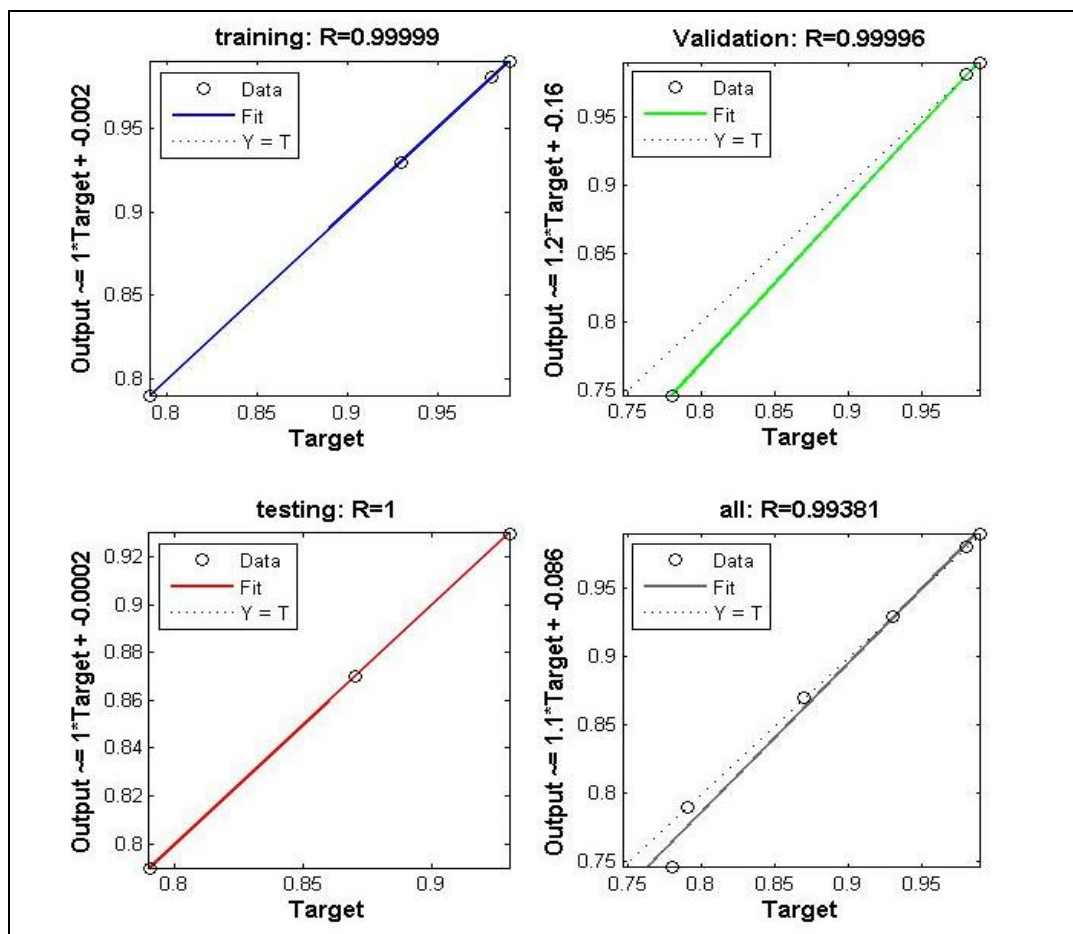 training: R=0.99999
Output ~= 1*Target + -0.002
Data
Fit
Y = T
0.95
0.9
0.85
0.8
0.8 0.85 0.9 0.95
Target
Validation: R=0.99996
Output ~= 1.2*Target + -0.16
Data
Fit
Y = T
0.95
0.9
0.85
0.8
0.75
0.75 0.8 0.85 0.9 0.95
Target
testing: R=1
Output ~= 1*Target + -0.0002
Data
Fit
Y = T
0.92
0.9
0.88
0.86
0.84
0.82
0.8
0.8 0.85 0.9
Target
all: R=0.99381
Output ~= 1.1*Target + -0.086
Data
Fit
Y = T
0.95
0.9
0.85
0.8
0.75
0.75 0.8 0.85 0.9 0.95
Target